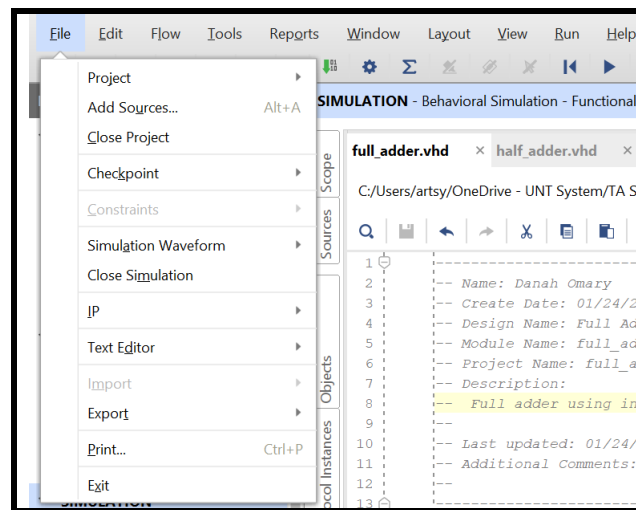 File Edit Flow Tools Reports Window Layout View Run Help
Project
Add Sources... Alt+A
Close Project
Checkpoint
Constraints
Simulation Waveform
Close Simulation
IP
Text Editor
Import
Export
Print... Ctrl+P
Exit
SIMULATION
SIMULATION - Behavioral Simulation - Functional
Scope
Sources
Objects
Protocol Instances
full_adder.vhd × half_adder.vhd ×
C:/Users/artsy/OneDrive - UNT System/TA S
1 --------------------
2 -- Name: Danah Omary
3 -- Create Date: 01/24/2
4 -- Design Name: Full Ad
5 -- Module Name: full_ad
6 -- Project Name: full_a
7 -- Description:
8 -- Full adder using in
9 --
10 -- Last updated: 01/24/
11 -- Additional Comments:
12 --
13 --------------------